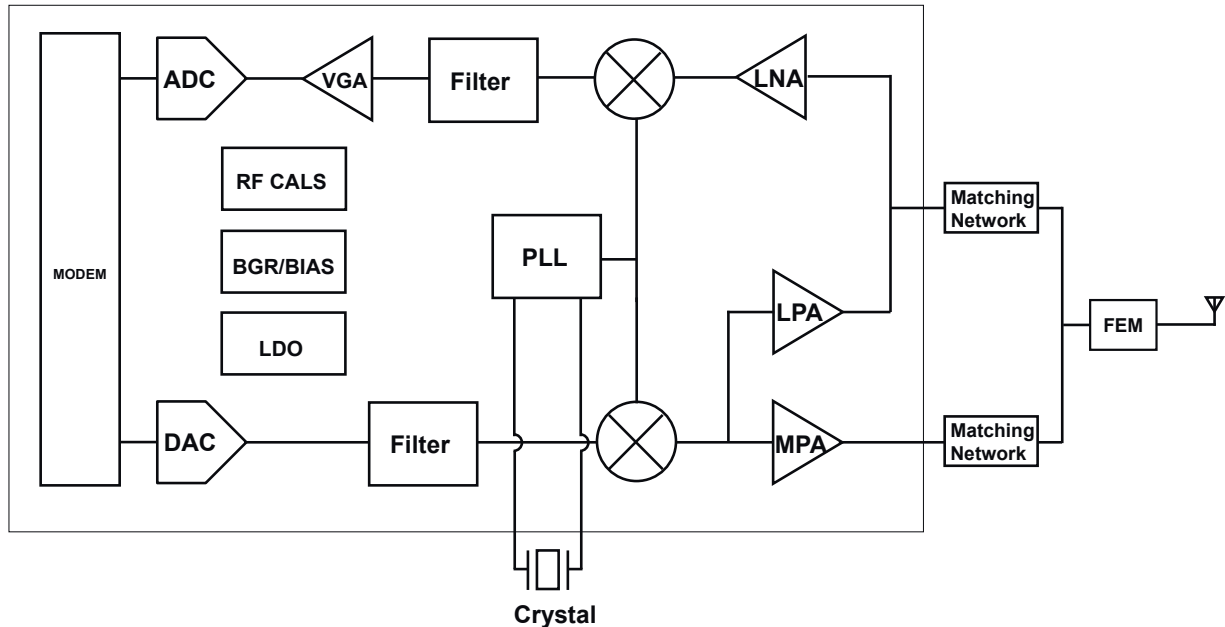 ADC
VGA
Filter
LNA
RF CALS
Matching
Network
PLL
BGR/BIAS
MODEM
LPA
FEM
LDO
DAC
Filter
MPA
Matching
Network
Crystal